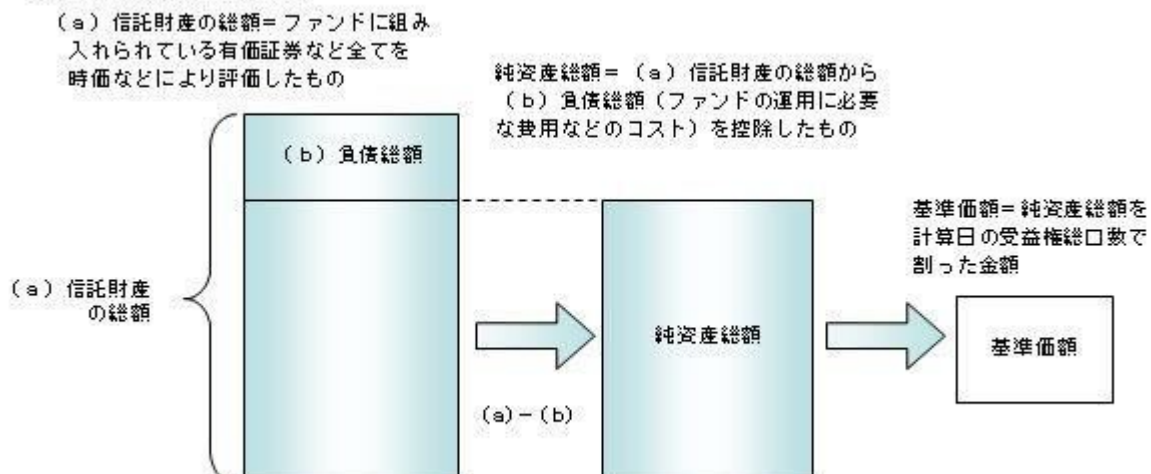 (a)信託財産の総額=ファンドに組み
入れられている有価証券など全てを
時価などにより評価したもの
純資産総額=(a)信託財産の総額から
(b)負債総額(ファンドの運用に必要
な費用などのコスト)を控除したもの
(b)負債総額
基準価額=純資産総額を
計算日の受益権総口数で
割った金額
(a)信託財産
の総額
純資産総額
基準価額
(a)-(b)